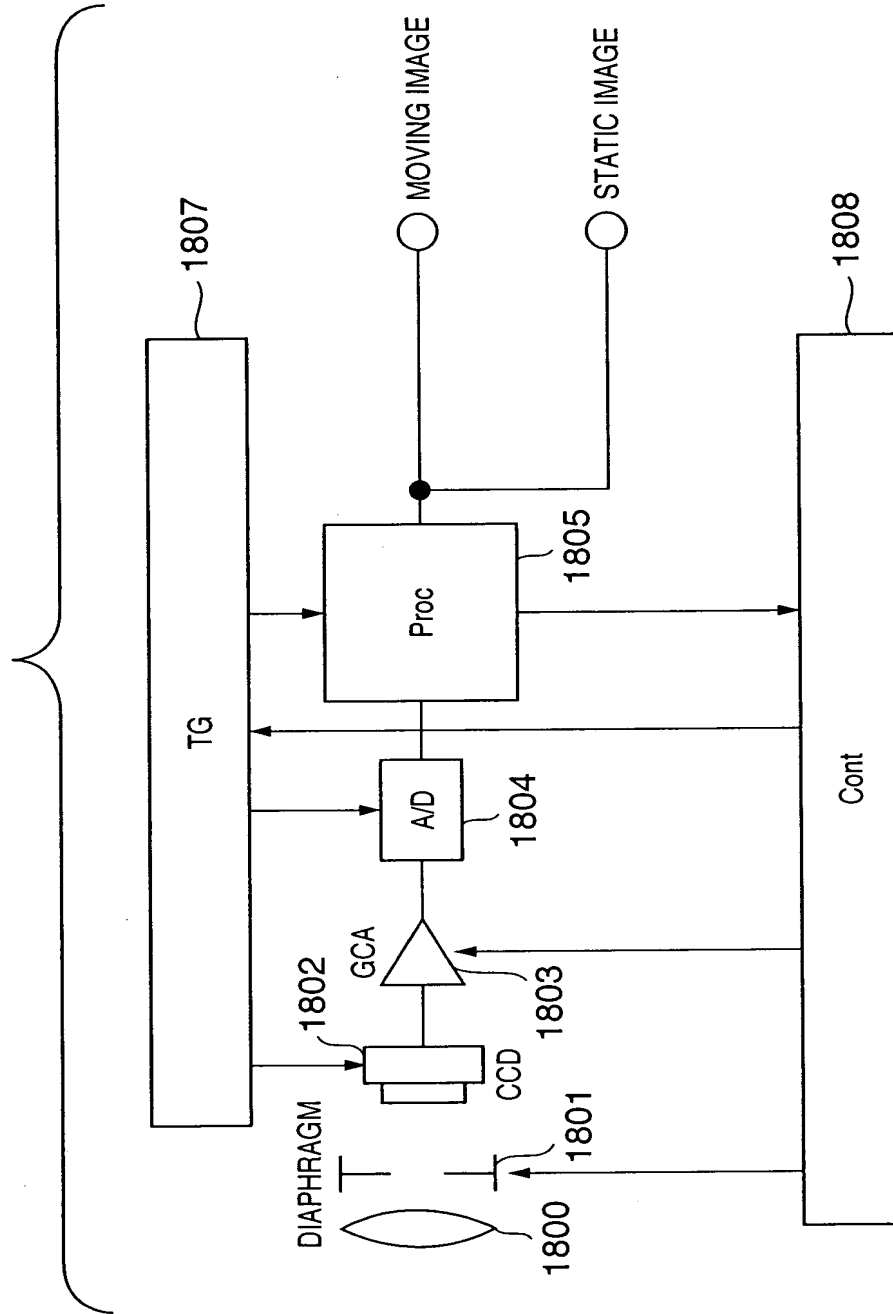 1807
TG
MOVING IMAGE
STATIC IMAGE
DIAPHRAGM
1802
GCA
A/D
Proc
1800
1801
CCD
1803
1804
1805
1808
Cont